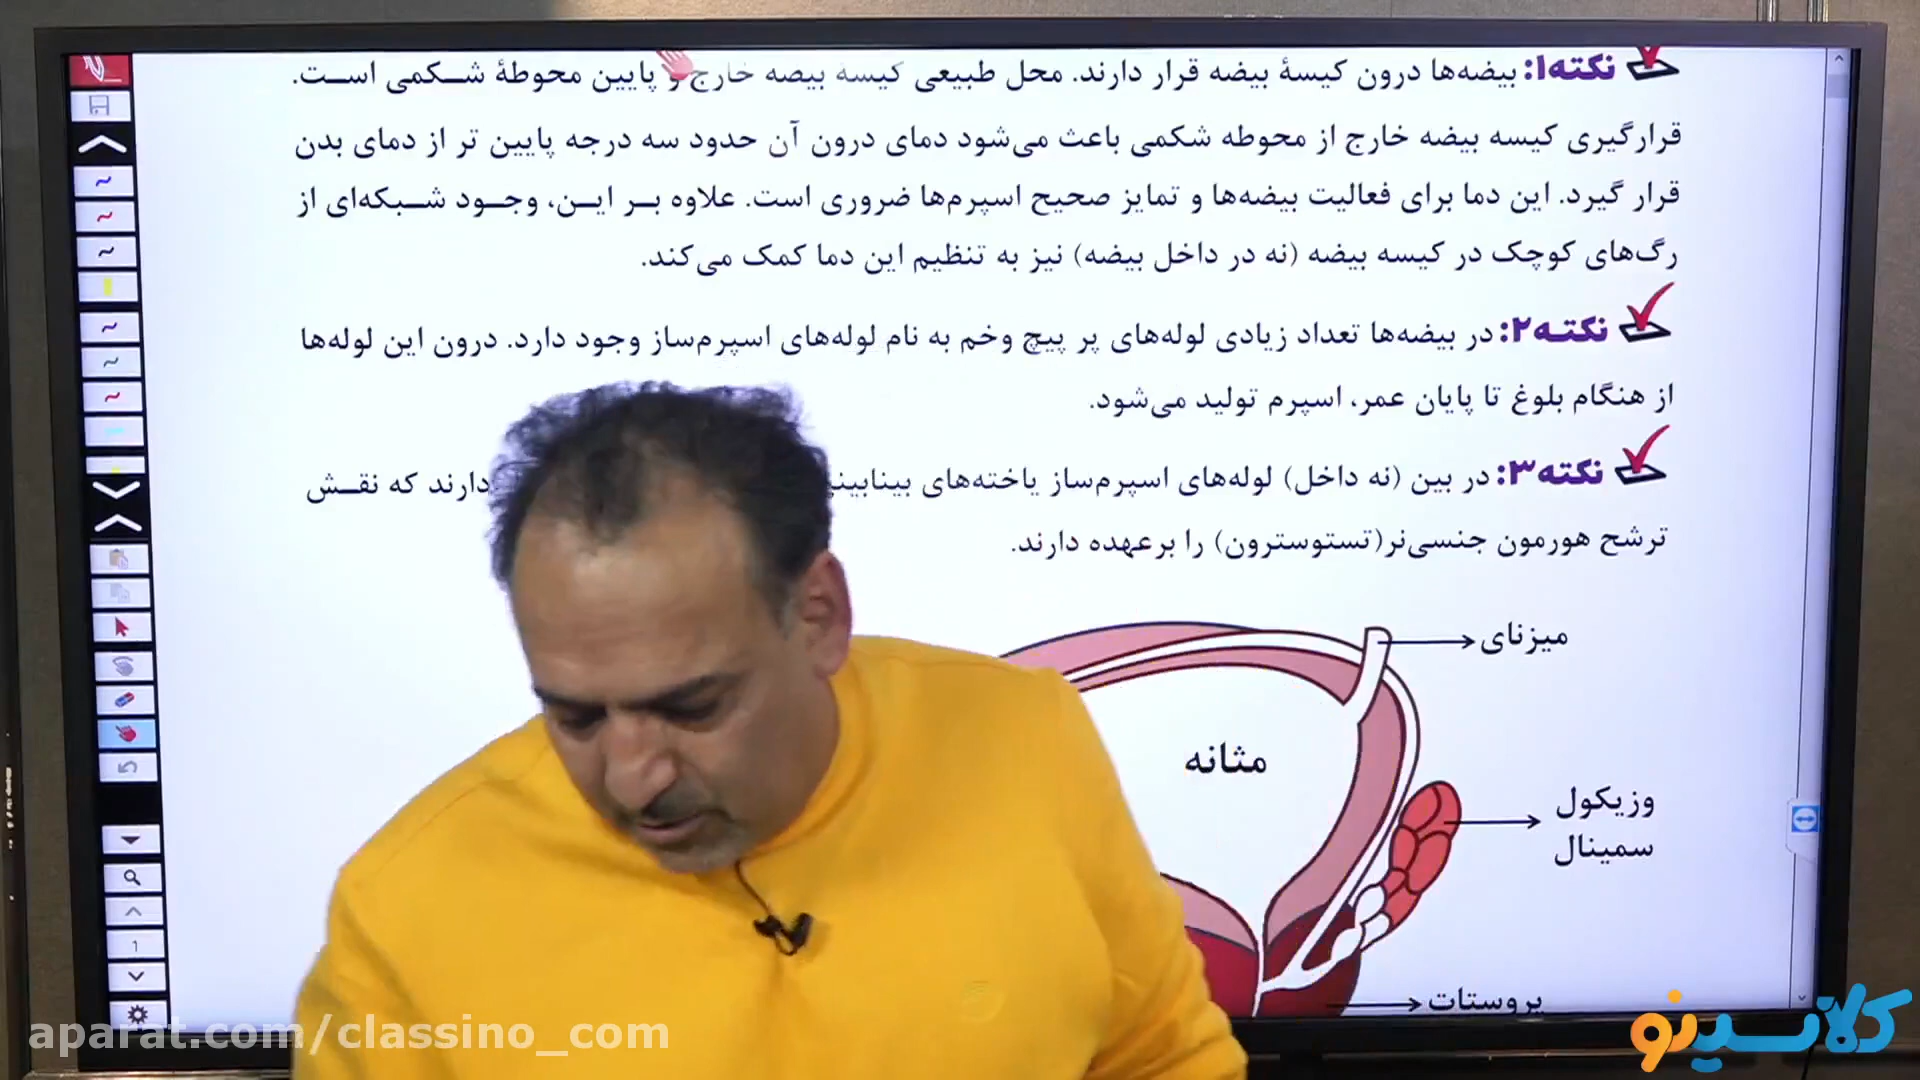 نکته۱: بیضه‌ها درون کیسهٔ بیضه قرار دارند. محل طبیعی کیسه بیضه خارج و پایین محوطهٔ شکمی است.
قرارگیری کیسه بیضه خارج از محوطه شکمی باعث می‌شود دمای درون آن حدود سه درجه پایین تر از دمای بدن
قرار گیرد. این دما برای فعالیت بیضه‌ها و تمایز صحیح اسپرم‌ها ضروری است. علاوه بر این، وجود شبکه‌ای از
رگ‌های کوچک در کیسه بیضه (نه در داخل بیضه) نیز به تنظیم این دما کمک می‌کند.
نکته۲: در بیضه‌ها تعداد زیادی لوله‌های پر پیچ وخم به نام لوله‌های اسپرم‌ساز وجود دارد. درون این لوله‌ها
از هنگام بلوغ تا پایان عمر، اسپرم تولید می‌شود.
نکته۳: در بین (نه داخل) لوله‌های اسپرم‌ساز یاخته‌های دارند که نقش
ترشح هورمون جنسی‌نر(تستوسترون) را برعهده دارند.
میزنای
مثانه
وزیکول
سمینال
پروستات
1
aparat.com/classino_com
کلاسینو